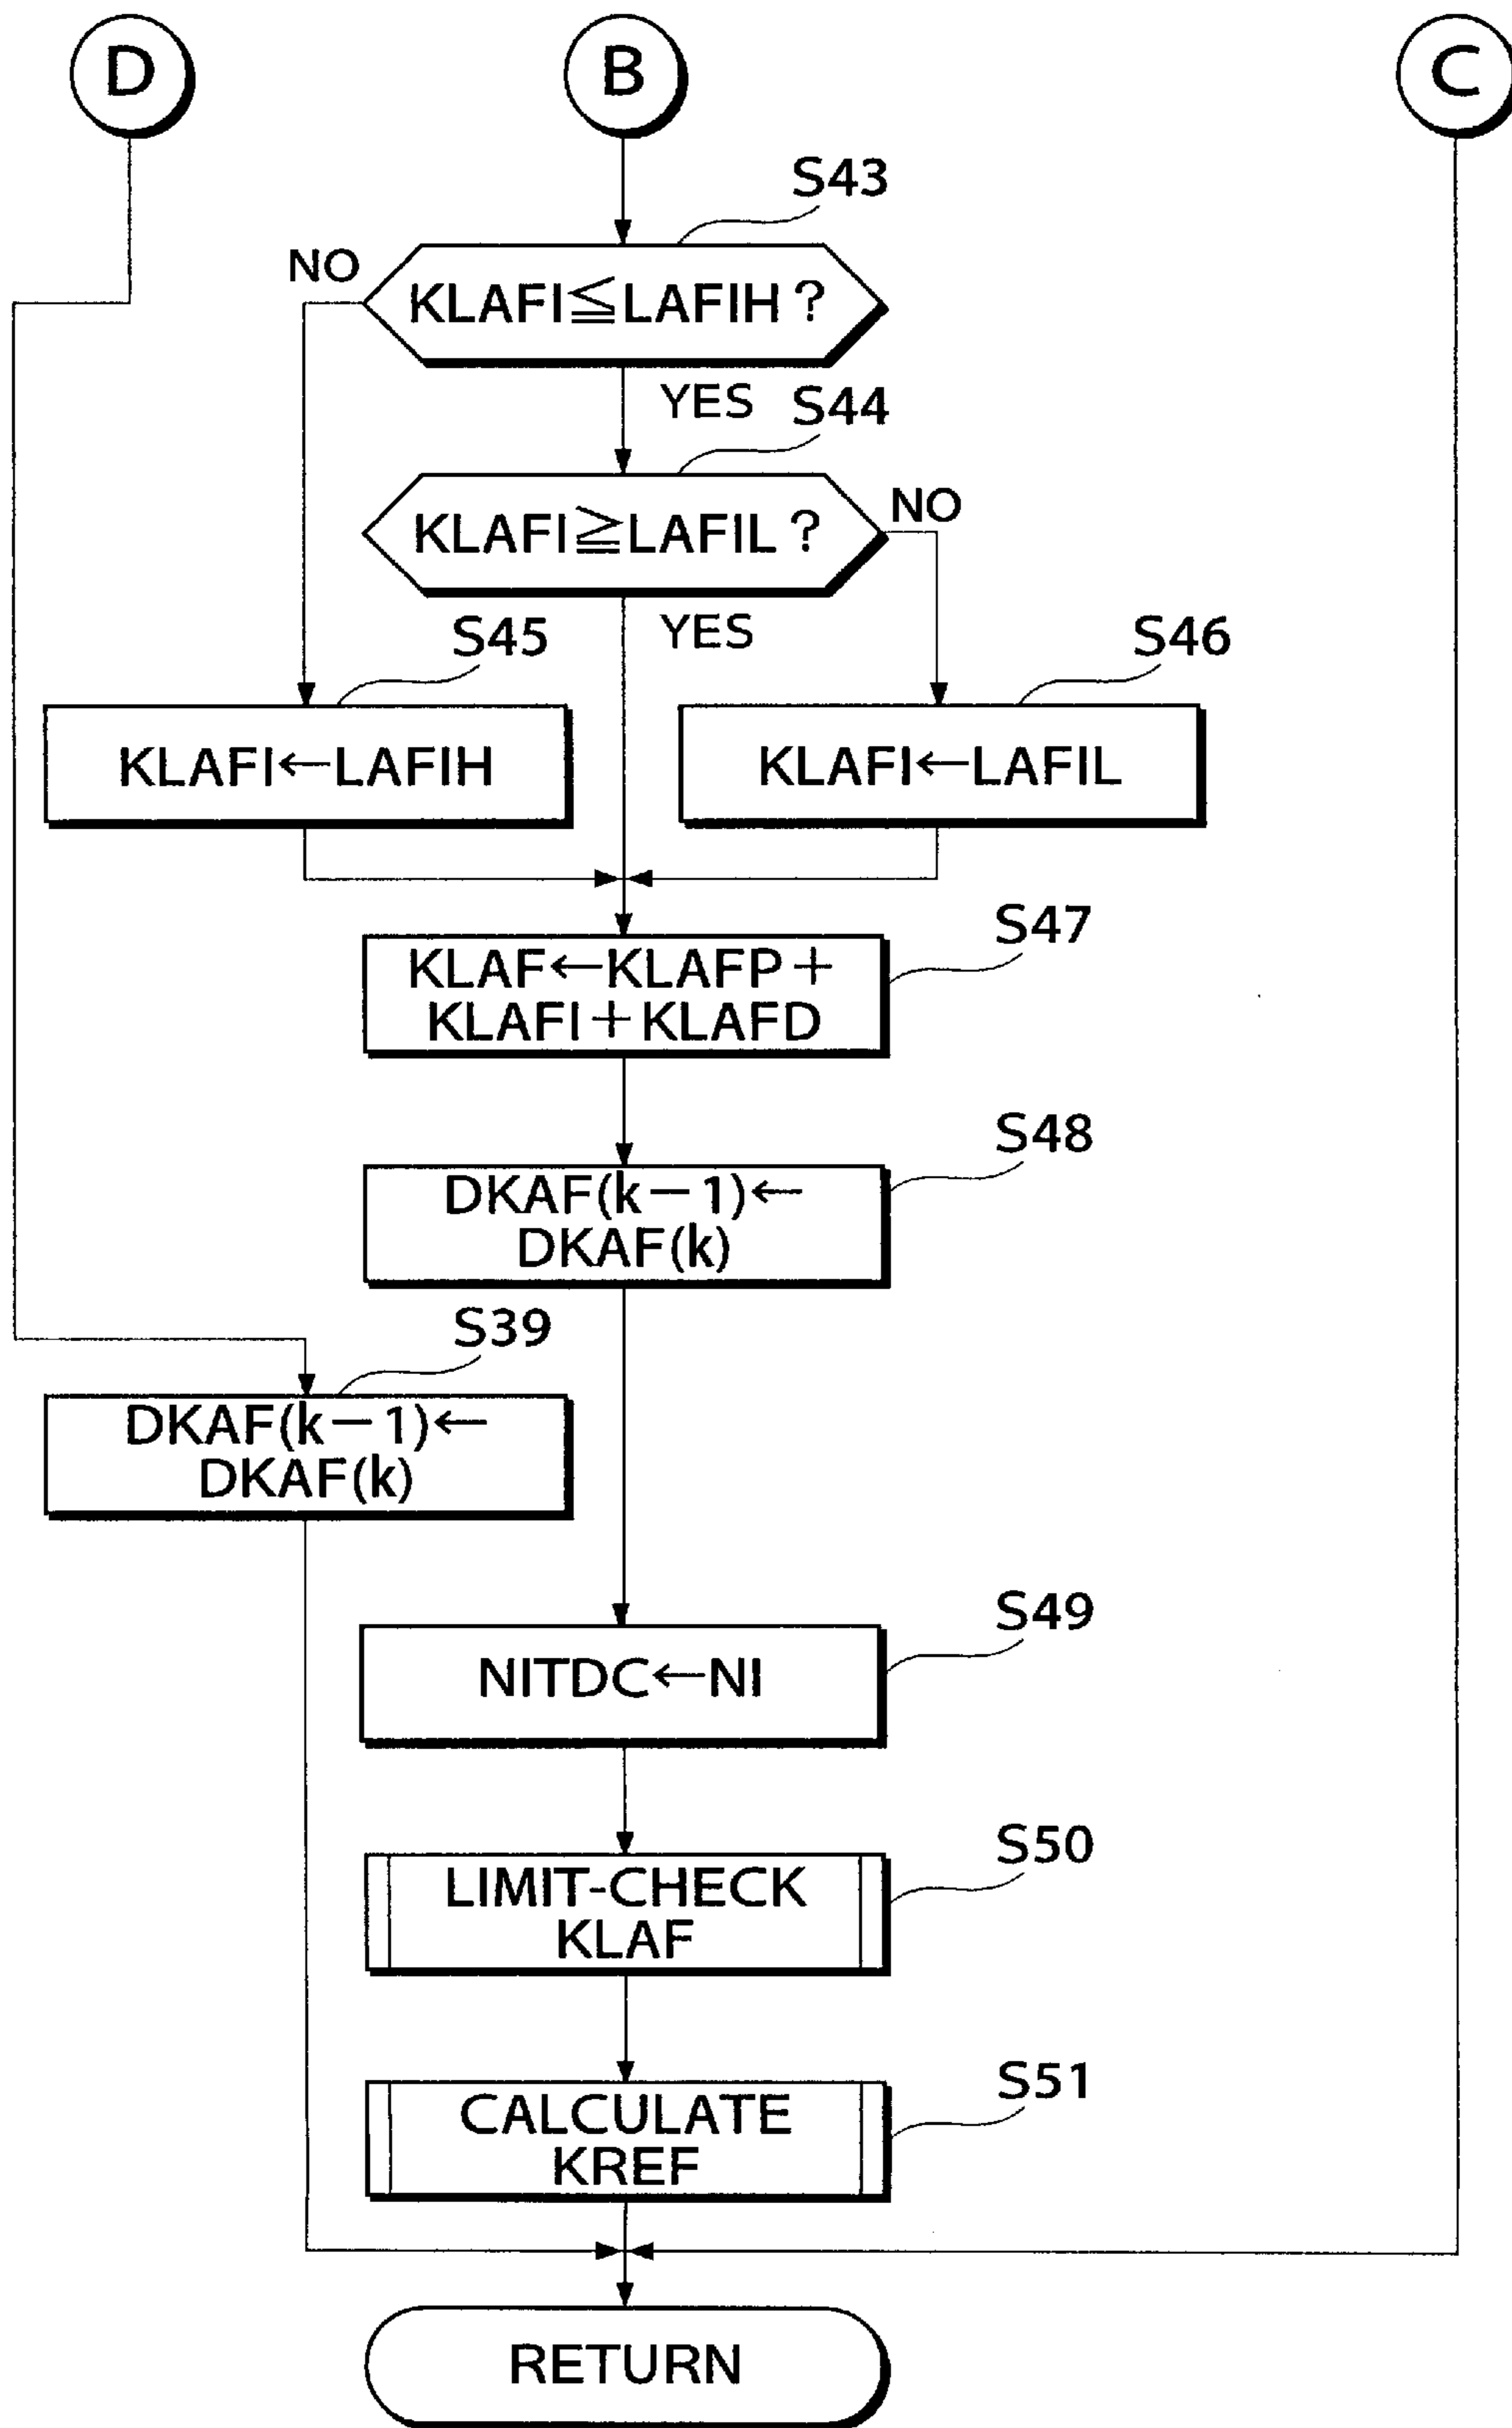 D
B
C
S43
NO
KLAFI≦LAFIH ?
YES
S44
KLAFI≧LAFIL ?
NO
YES
S45
S46
KLAFI←LAFIH
KLAFI←LAFIL
S47
KLAF←KLAFP +
KLAFI + KLAFD
S48
DKAF(k−1)←
DKAF(k)
S39
DKAF(k−1)←
DKAF(k)
S49
NITDC←NI
S50
LIMIT-CHECK
KLAF
S51
CALCULATE
KREF
RETURN